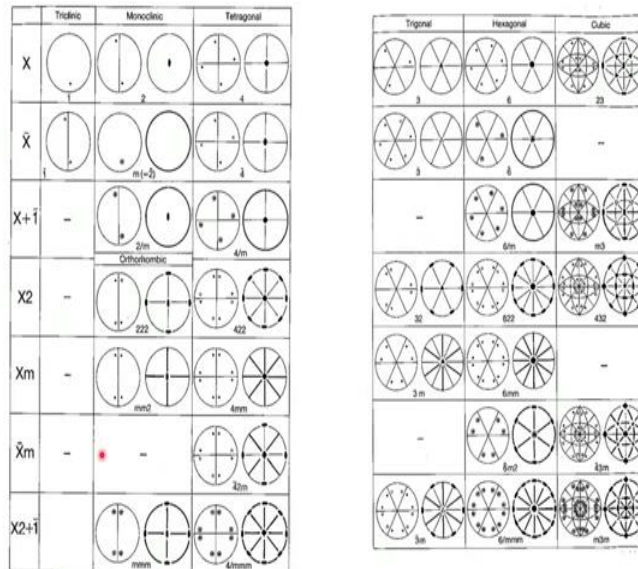 Triclinic Monoclinic Tetragonal
X 1 2 4
X̄ 1̄ m (=2̄) 4̄
X+1̄ – 2/m 4/m
Orthorhombic
X2 – 222 422
Xm – mm2 4mm
X̄m – – 4̄2m
X2+1̄ – mmm 4/mmm
Trigonal Hexagonal Cubic
3 6 23
3̄ 6̄ –
– 6/m m3
32 622 432
3m 6mm –
– 6̄m2 4̄3m
3̄m 6/mmm m3m